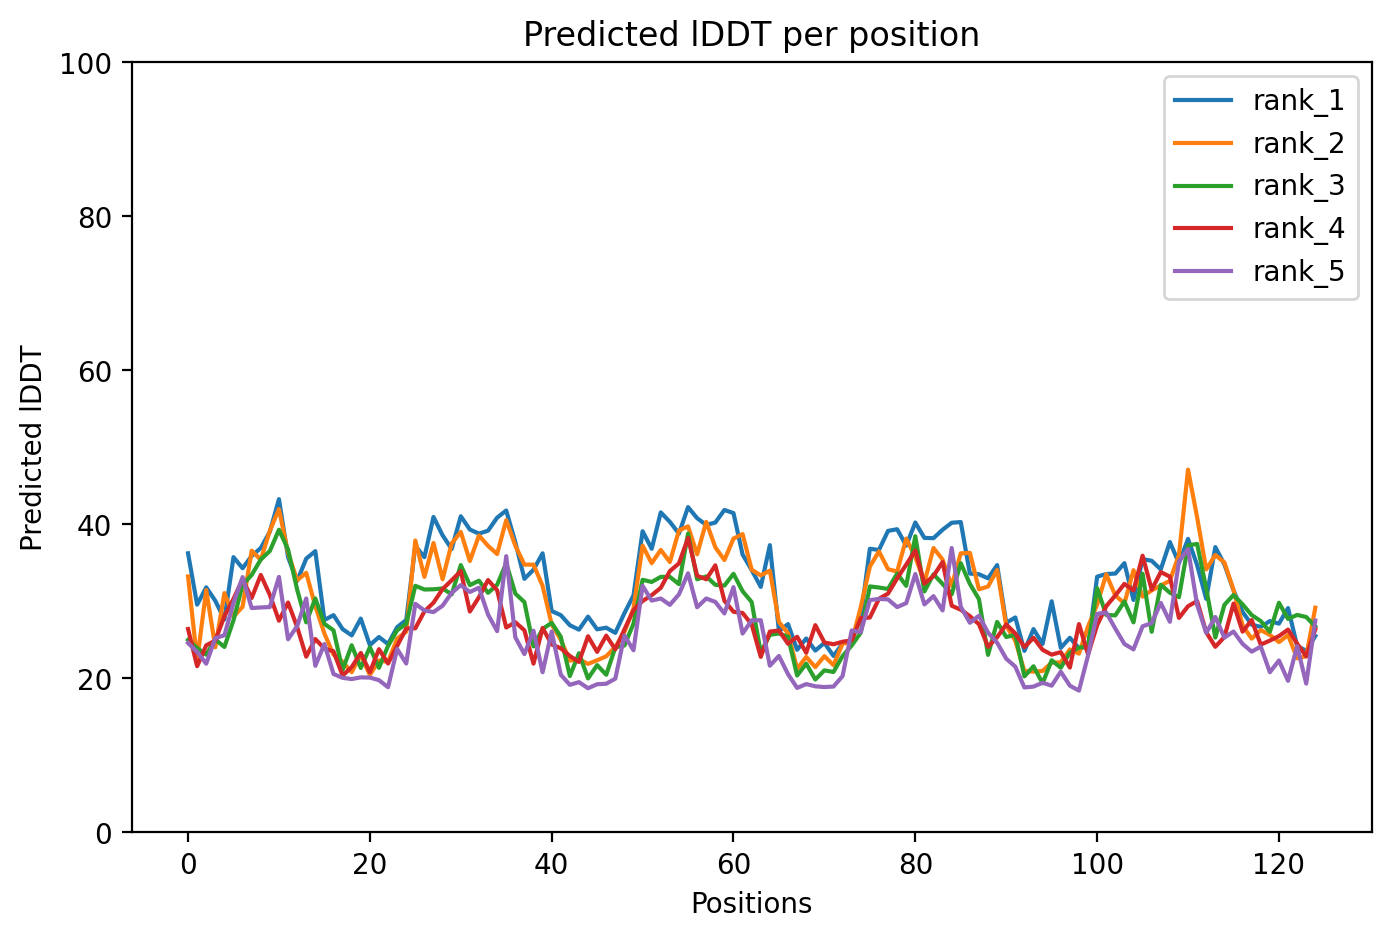 Predicted lDDT per position
100
80
60
40
20
0
Predicted lDDT
0 20 40 60 80 100 120
Positions
rank_1
rank_2
rank_3
rank_4
rank_5